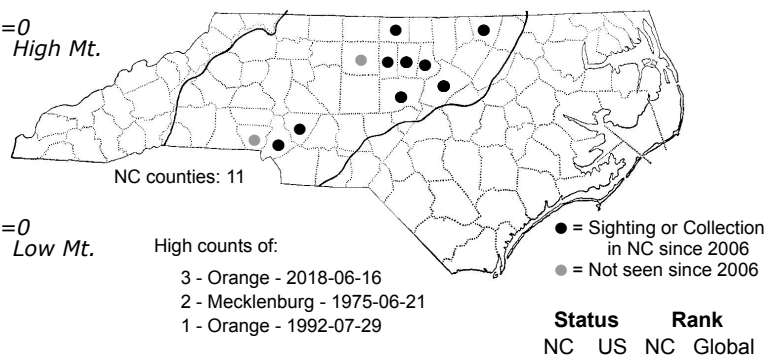 =0
High Mt.
NC counties: 11
=0
Low Mt.
High counts of:
3 - Orange - 2018-06-16
2 - Mecklenburg - 1975-06-21
1 - Orange - 1992-07-29
● = Sighting or Collection
in NC since 2006
● = Not seen since 2006
Status Rank
NC US NC Global